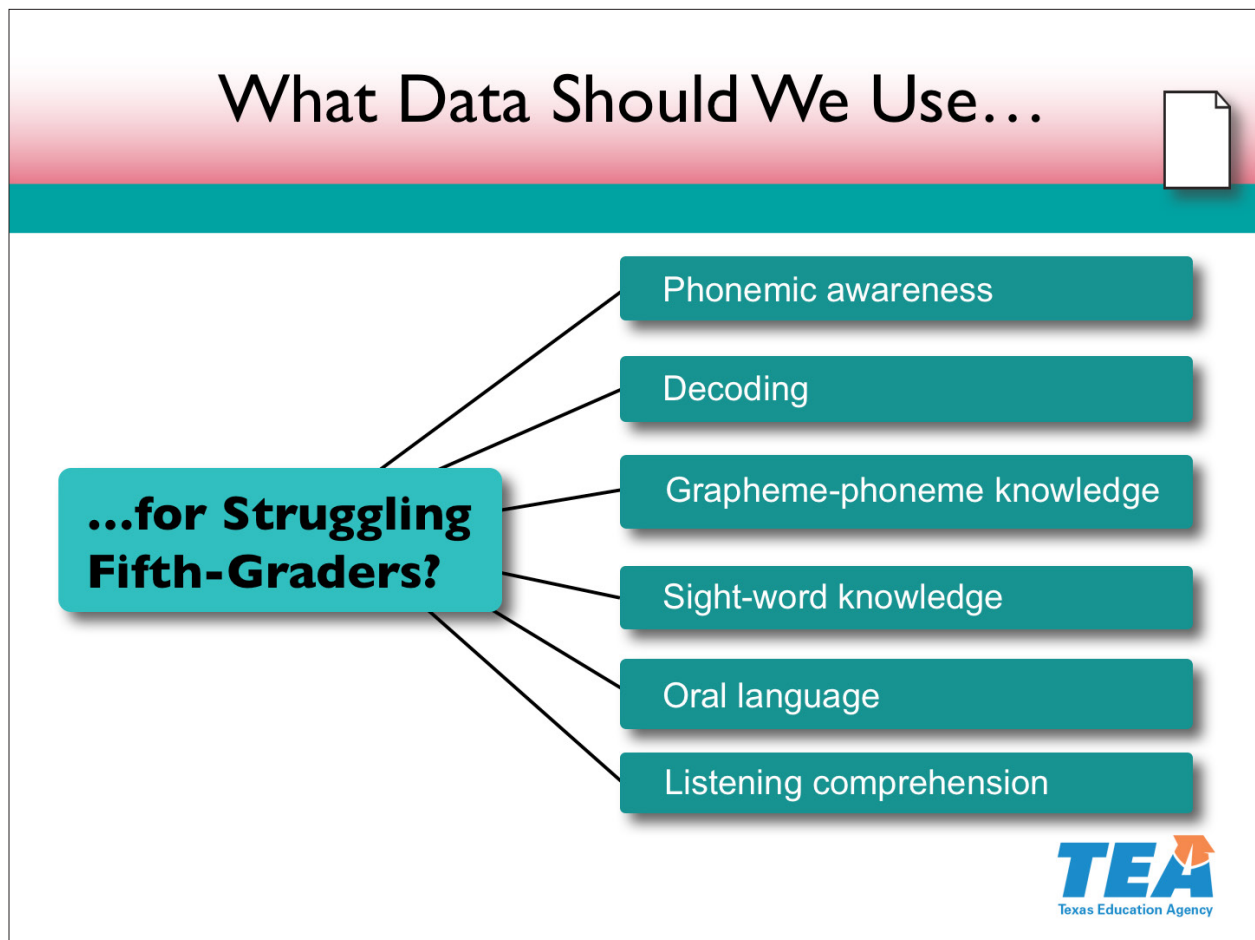 What Data Should We Use…
…for Struggling
Fifth-Graders?
Phonemic awareness
Decoding
Grapheme-phoneme knowledge
Sight-word knowledge
Oral language
Listening comprehension
TEA
Texas Education Agency